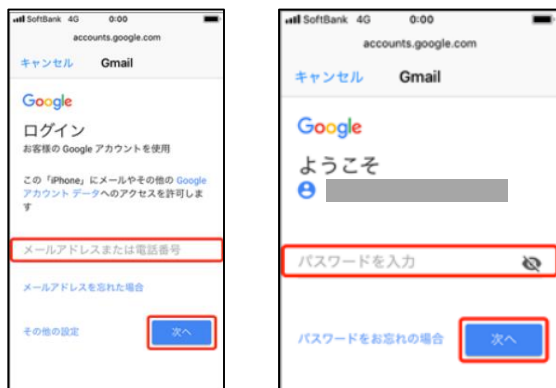 SoftBank 4G 0:00
accounts.google.com
キャンセル Gmail
Google
ログイン
お客様の Google アカウントを使用
この「iPhone」にメールやその他の Google
アカウント データへのアクセスを許可しま
す
メールアドレスまたは電話番号
メールアドレスを忘れた場合
その他の設定 次へ
SoftBank 4G 0:00
accounts.google.com
キャンセル Gmail
Google
ようこそ
パスワードを入力
パスワードをお忘れの場合 次へ